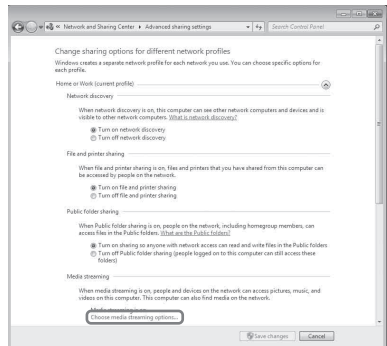 « Network and Sharing Center ▸ Advanced sharing settings
Search Control Panel
Change sharing options for different network profiles
Windows creates a separate network profile for each network you use. You can choose specific options for
each profile.
Home or Work (current profile)
Network discovery
When network discovery is on, this computer can see other network computers and devices and is
visible to other network computers. What is network discovery?
Turn on network discovery
Turn off network discovery
File and printer sharing
When file and printer sharing is on, files and printers that you have shared from this computer can
be accessed by people on the network.
Turn on file and printer sharing
Turn off file and printer sharing
Public folder sharing
When Public folder sharing is on, people on the network, including homegroup members, can
access files in the Public folders. What are the Public folders?
Turn on sharing so anyone with network access can read and write files in the Public folders
Turn off Public folder sharing (people logged on to this computer can still access these
folders)
Media streaming
When media streaming is on, people and devices on the network can access pictures, music, and
videos on this computer. This computer can also find media on the network.
Media streaming is on.
Choose media streaming options...
Save changes
Cancel